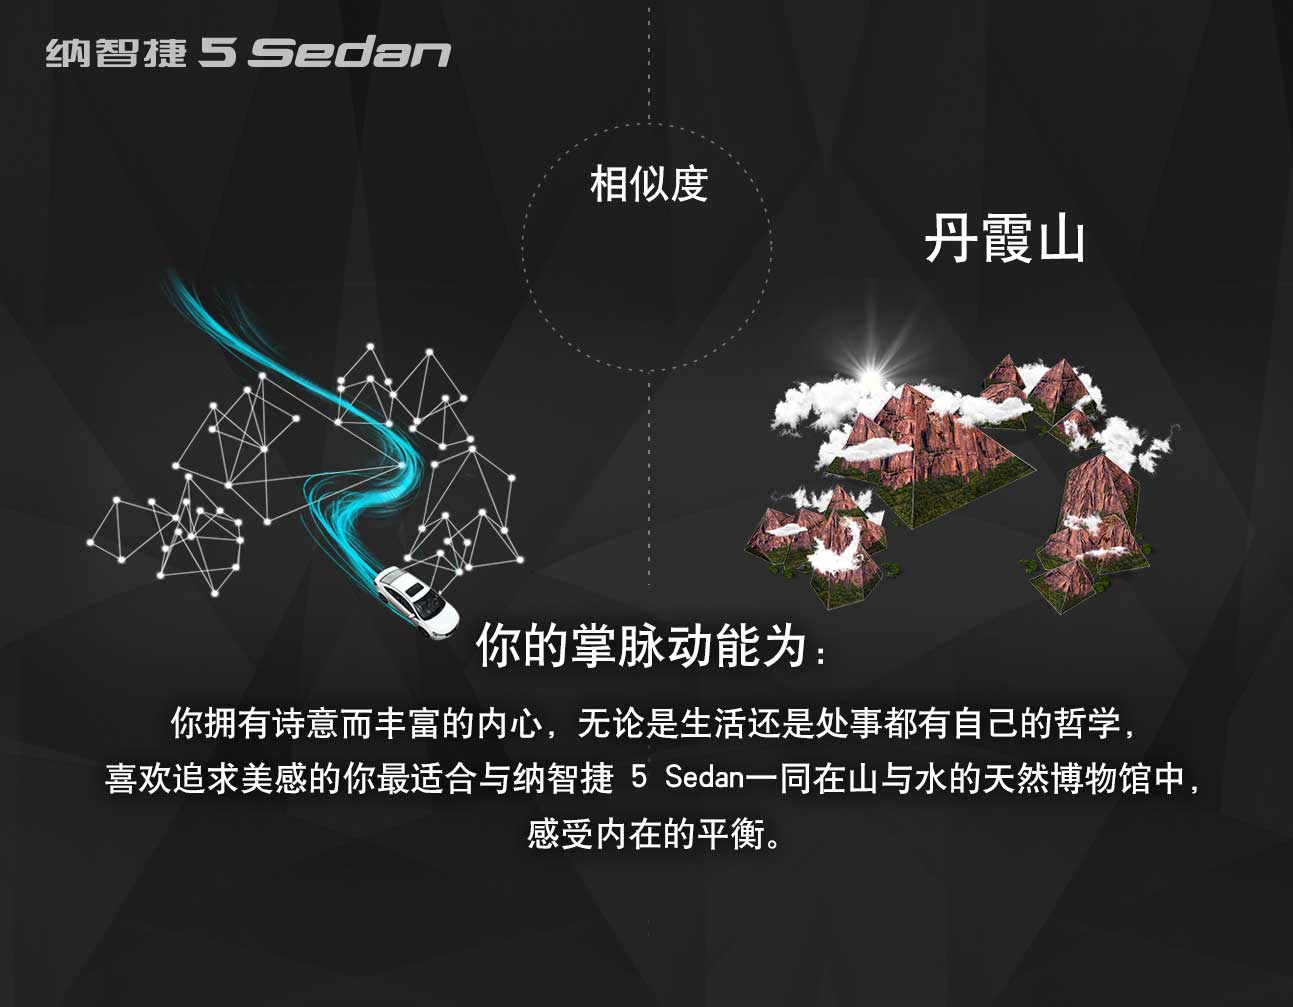 纳智捷 5 Sedan
相似度
丹霞山
你的掌脉动能为：
你拥有诗意而丰富的内心，无论是生活还是处事都有自己的哲学，
喜欢追求美感的你最适合与纳智捷 5 Sedan一同在山与水的天然博物馆中，
感受内在的平衡。